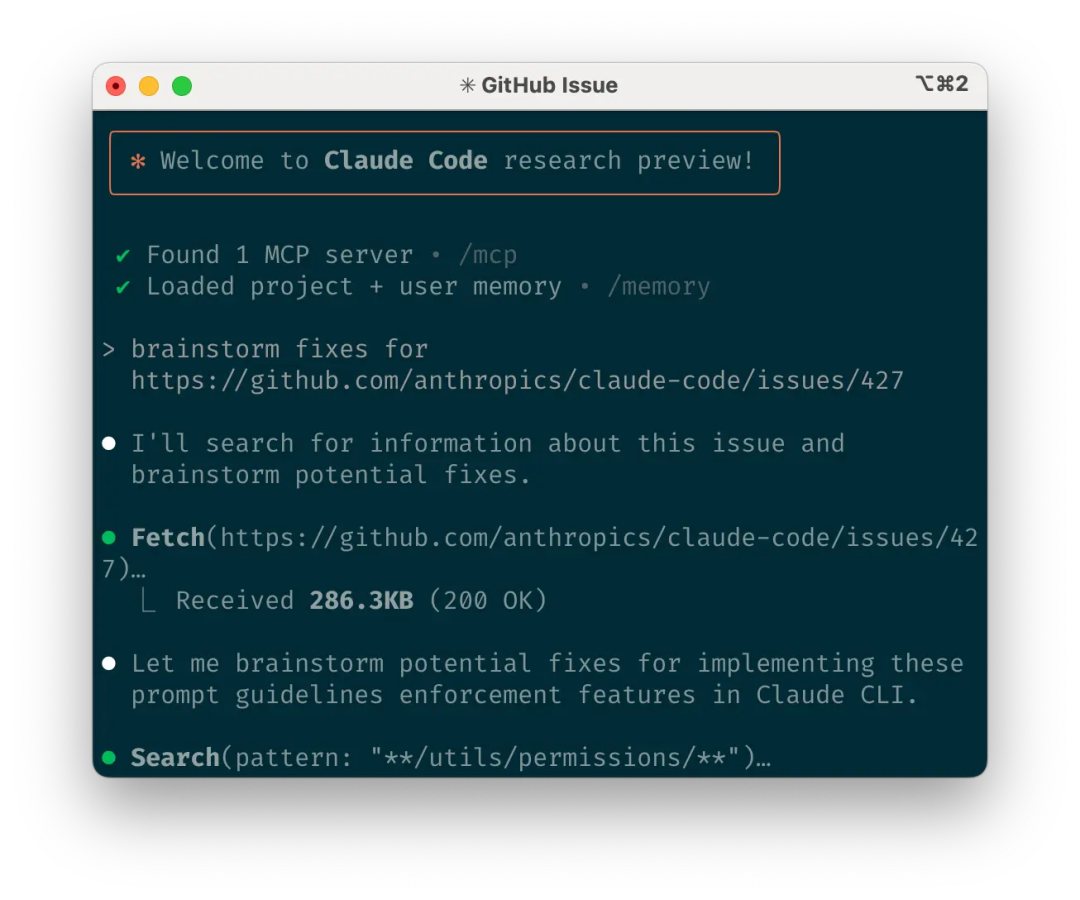 ✳ GitHub Issue
⌥⌘2
✻ Welcome to Claude Code research preview!
✔ Found 1 MCP server • /mcp
✔ Loaded project + user memory • /memory
> brainstorm fixes for
https://github.com/anthropics/claude-code/issues/427
● I'll search for information about this issue and
brainstorm potential fixes.
● Fetch(https://github.com/anthropics/claude-code/issues/42
7)…
⎿ Received 286.3KB (200 OK)
● Let me brainstorm potential fixes for implementing these
prompt guidelines enforcement features in Claude CLI.
● Search(pattern: "**/utils/permissions/**")…